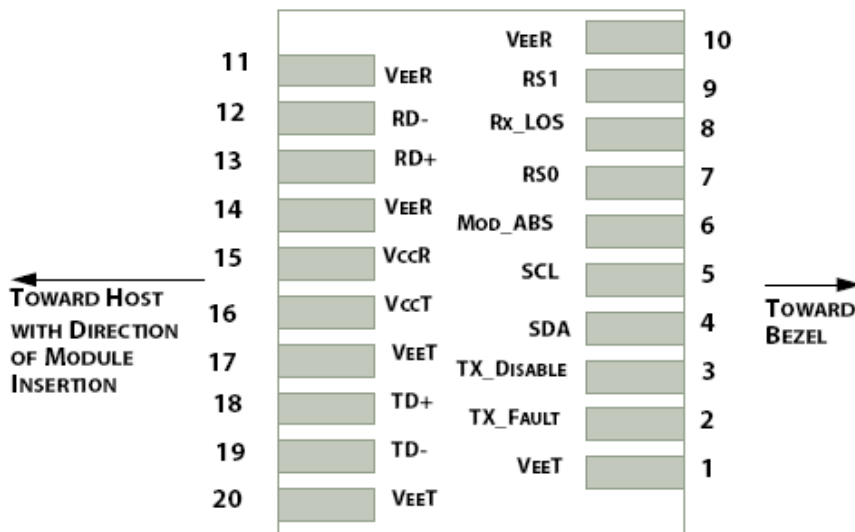 11 VEER
12 RD-
13 RD+
14 VEER
15 VCCR
16 VCCT
17 VEET
18 TD+
19 TD-
20 VEET
VEER 10
RS1 9
RX_LOS 8
RS0 7
MOD_ABS 6
SCL 5
SDA 4
TX_DISABLE 3
TX_FAULT 2
VEET 1
TOWARD HOST
WITH DIRECTION
OF MODULE
INSERTION
TOWARD
BEZEL